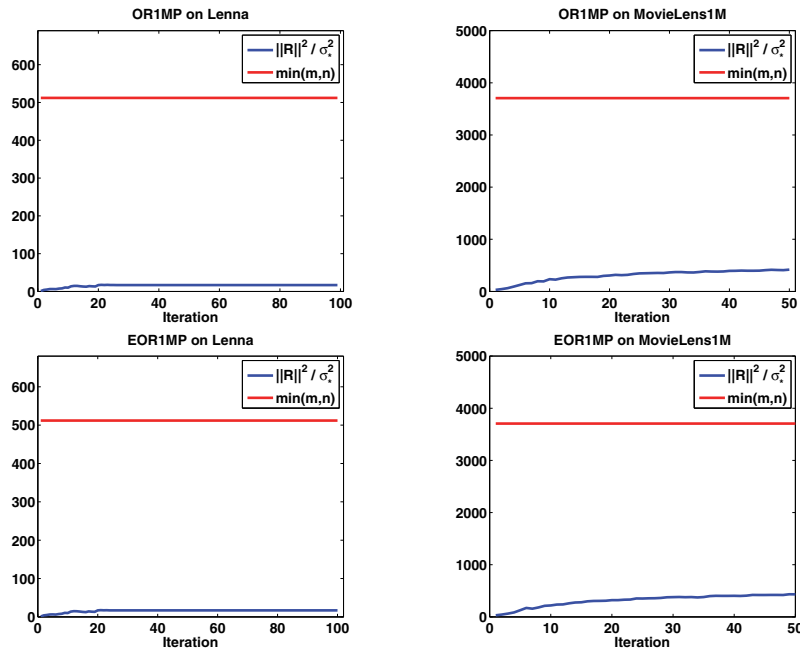 OR1MP on Lenna
||R||² / σ*²
min(m,n)
600
500
400
300
200
100
0
0 20 40 60 80 100
Iteration
OR1MP on MovieLens1M
5000
||R||² / σ*²
min(m,n)
4000
3000
2000
1000
0
0 10 20 30 40 50
Iteration
EOR1MP on Lenna
||R||² / σ*²
min(m,n)
600
500
400
300
200
100
0
0 20 40 60 80 100
Iteration
EOR1MP on MovieLens1M
5000
||R||² / σ*²
min(m,n)
4000
3000
2000
1000
0
0 10 20 30 40 50
Iteration